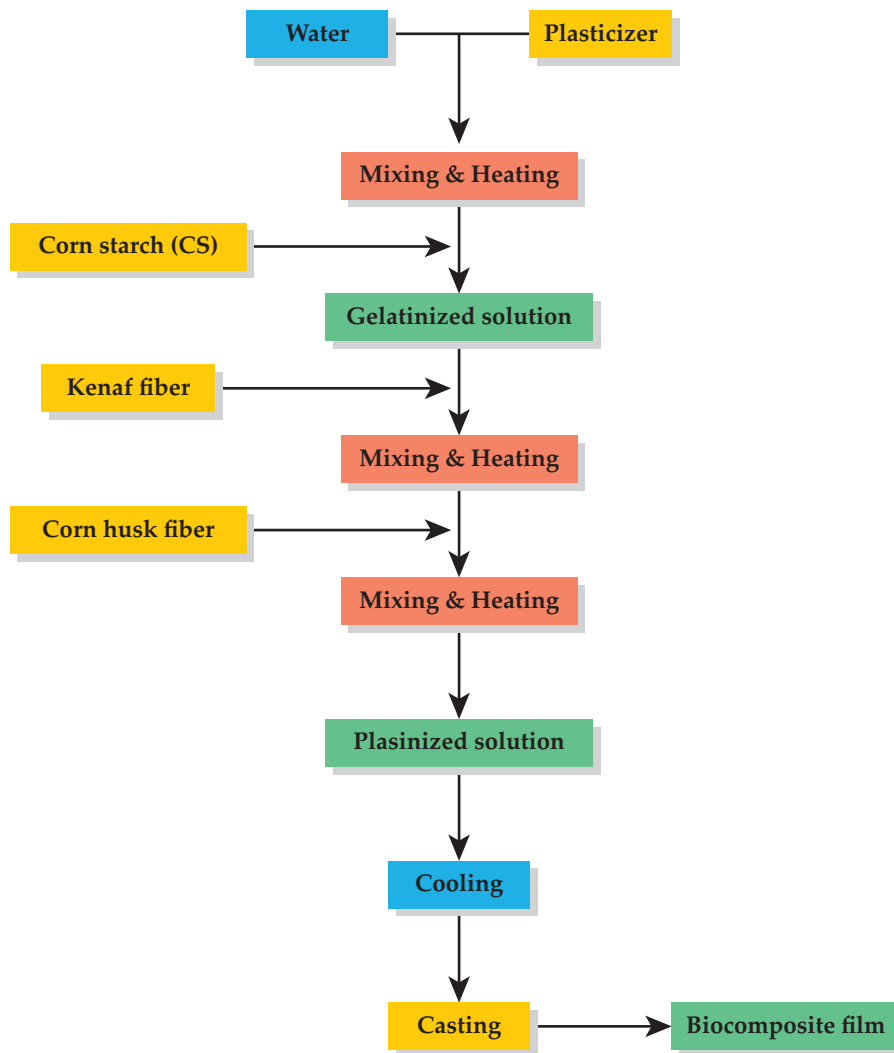 Water
Plasticizer
Mixing & Heating
Corn starch (CS)
Gelatinized solution
Kenaf fiber
Mixing & Heating
Corn husk fiber
Mixing & Heating
Plasinized solution
Cooling
Casting
Biocomposite film